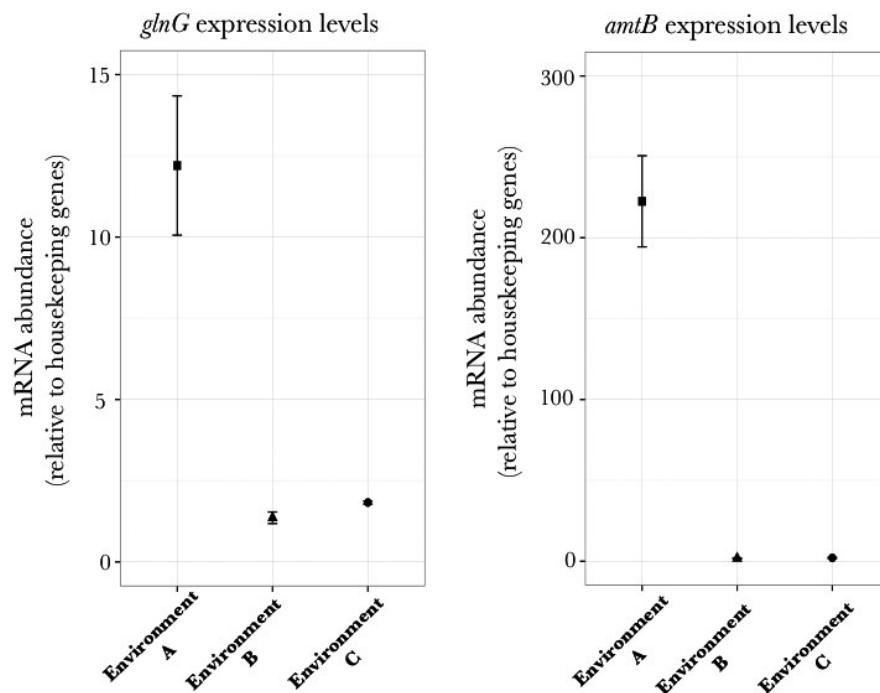 glnG expression levels
mRNA abundance
(relative to housekeeping genes)
15
10
5
0
Environment
A
Environment
B
Environment
C
amtB expression levels
mRNA abundance
(relative to housekeeping genes)
300
200
100
0
Environment
A
Environment
B
Environment
C